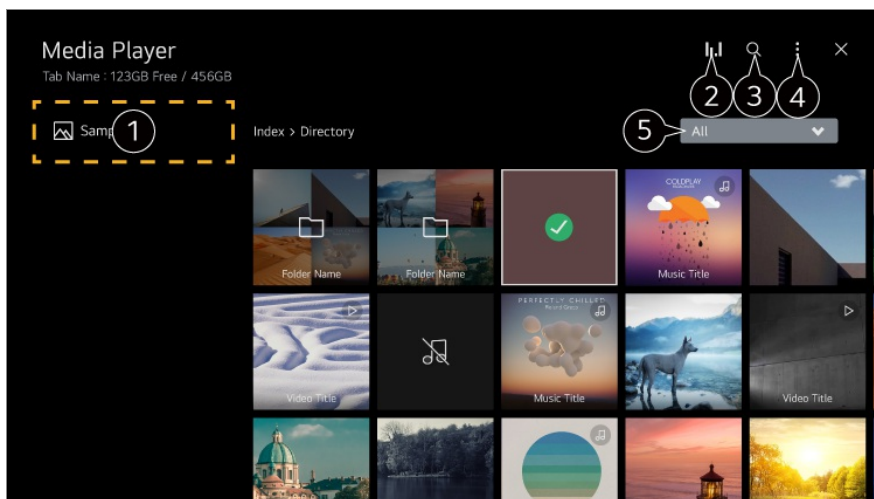 Media Player
Tab Name : 123GB Free / 456GB
2
3
4
1
Index > Directory
5
All
COLDPLAY
Folder Name
Folder Name
Music Title
PERFECTLY CHILLED
Video Title
Music Title
Video Title